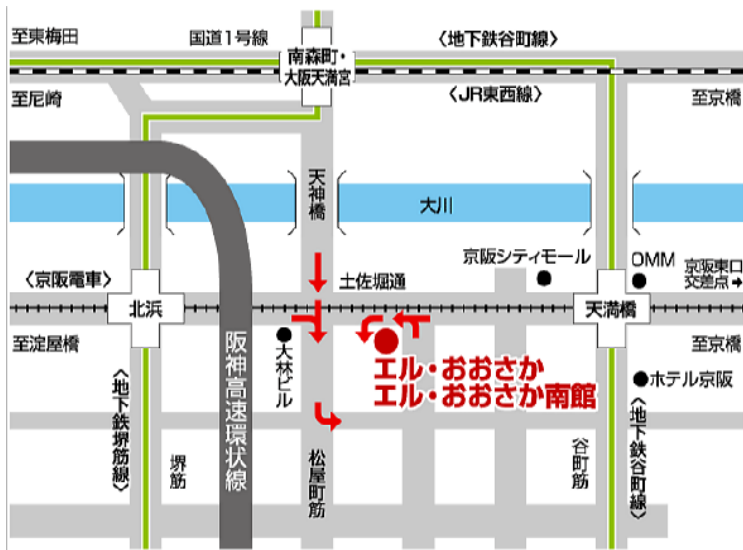 至東梅田
国道1号線
〈地下鉄谷町線〉
南森町・
大阪天満宮
至尼崎
〈JR東西線〉
至京橋
天神橋
大川
京阪シティモール
OMM
京阪東口
交差点
〈京阪電車〉
土佐堀通
北浜
天満橋
至淀屋橋
大林ビル
阪神高速環状線
至京橋
エル・おおさか
エル・おおさか南館
ホテル京阪
〈地下鉄堺筋線〉
堺筋
松屋町筋
谷町筋
〈地下鉄谷町線〉